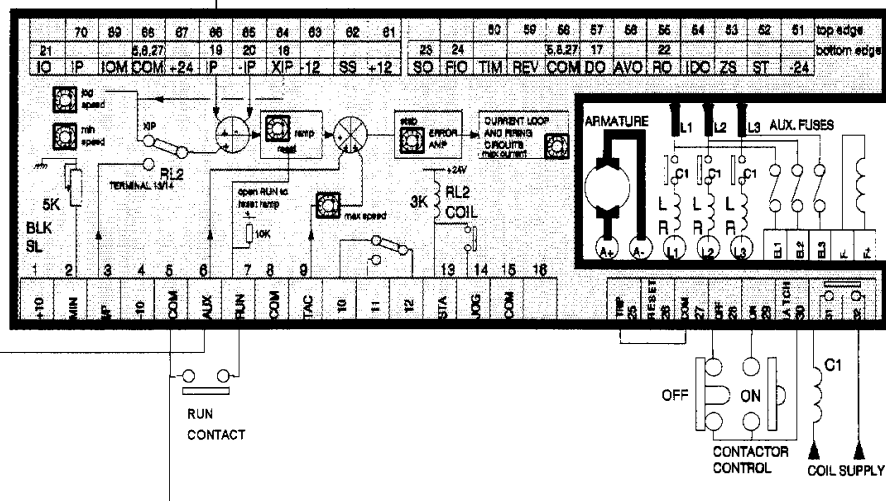 70 69 68 67 66 65 64 63 62 61 60 59 58 57 56 55 54 53 52 51 top edge
21 5,8,27 19 20 18 23 24 5,8,27 17 22 bottom edge
IO IP IOM COM +24 IP -IP XIP -12 SS +12 SO FIO TIM REV COM DO AVO RO IDO ZS ST -24
jog
speed
min
speed
XIP
RL2
TERMINAL 13/14
ramp
reset
stab
ERROR
AMP
CURRENT LOOP
AND FIRING
CIRCUITS
max current
open RUN to
reset ramp
10K
max speed
+24V
3K
RL2
COIL
5K
BLK
SL
ARMATURE
L1 L2 L3 AUX. FUSES
C1 C1 C1
L L L
R R R
A+ A- L1 L2 L3 EL1 EL2 EL3 F- F+
1 2 3 4 5 6 7 8 9 10 11 12 13 14 15 16
+10 MIN IP -10 COM AUX RUN COM TAC STA JOG COM
TRIP 25 RESET 26 COM 27 OFF 28 ON 29 LATCH 30
RUN
CONTACT
OFF ON
CONTACTOR
CONTROL
C1
COIL SUPPLY